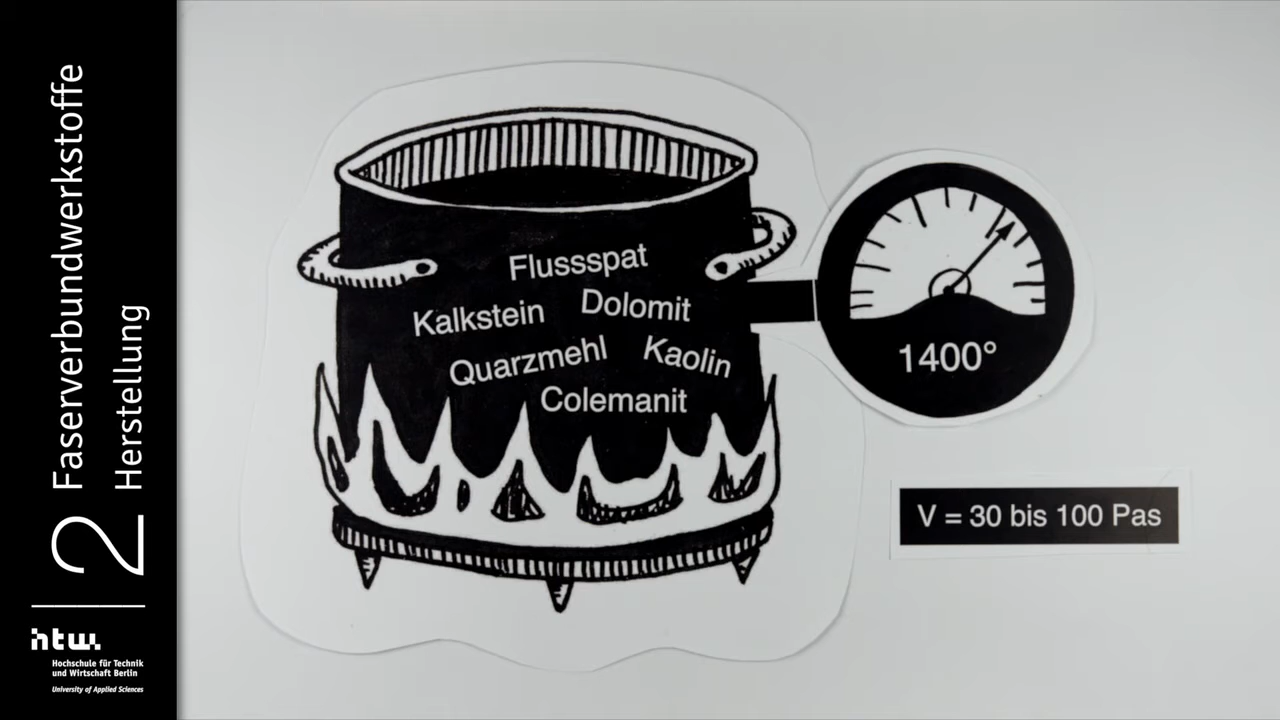 Faserverbundwerkstoffe
2 Herstellung
htw.
Hochschule für Technik
und Wirtschaft Berlin
University of Applied Sciences
Flussspat
Kalkstein Dolomit
Quarzmehl Kaolin
Colemanit
1400°
V = 30 bis 100 Pas